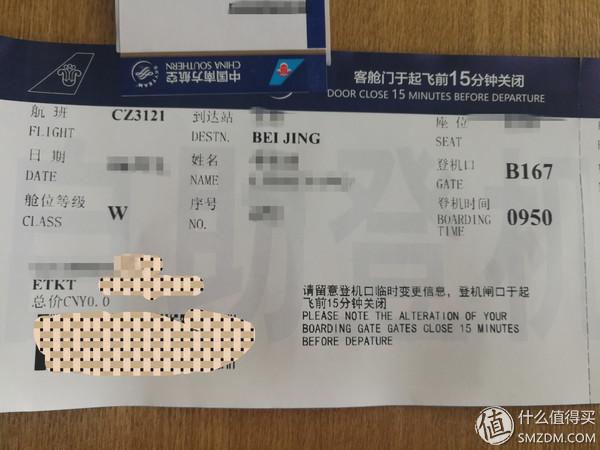 中国南方航空
CHINA SOUTHERN
SKYTEAM
客舱门于起飞前15分钟关闭
DOOR CLOSE 15 MINUTES BEFORE DEPARTURE
航班 CZ3121 到达站 座位
FLIGHT DESTN. BEIJING SEAT
日期 姓名 登机口 B167
DATE NAME GATE
舱位等级 W 序号 登机时间 0950
CLASS NO. BOARDING TIME
自助登机
ETKT
总价CNY0.0
请留意登机口临时变更信息，登机闸口于起
飞前15分钟关闭
PLEASE NOTE THE ALTERATION OF YOUR
BOARDING GATE GATES CLOSE 15 MINUTES
BEFORE DEPATURE
值 什么值得买
SMZDM.COM